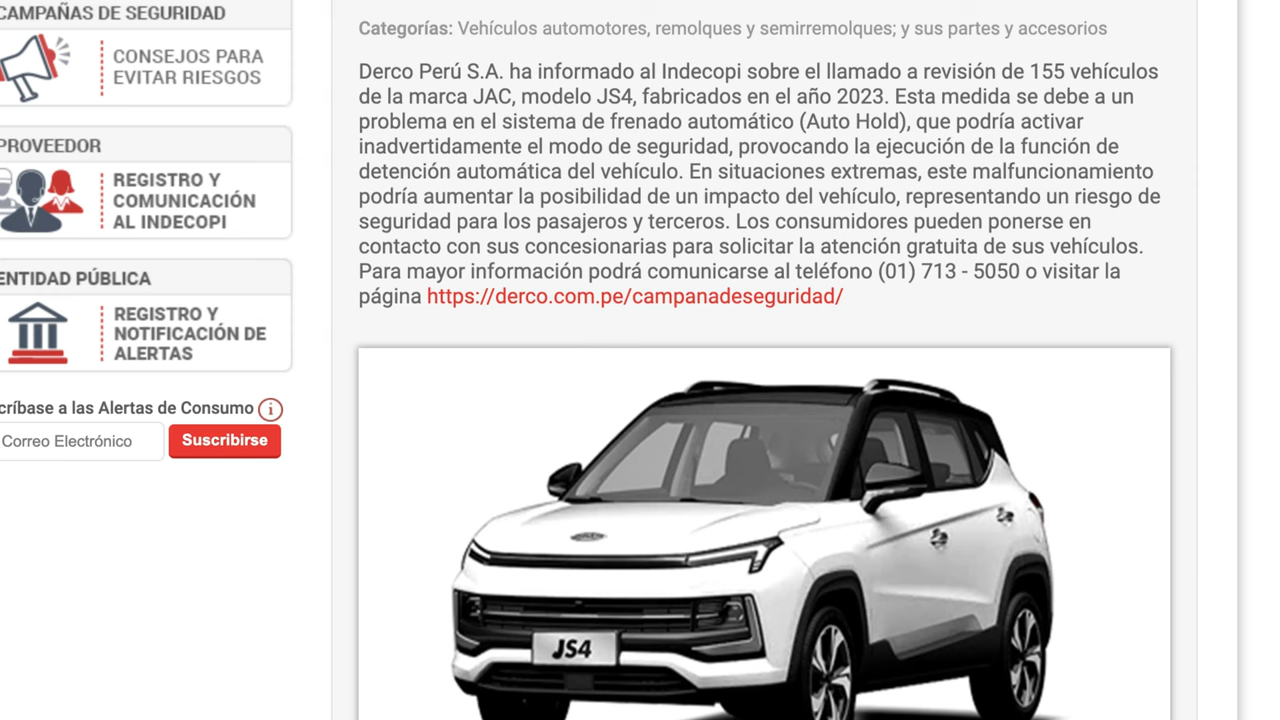 CAMPAÑAS DE SEGURIDAD
CONSEJOS PARA
EVITAR RIESGOS
PROVEEDOR
REGISTRO Y
COMUNICACIÓN
AL INDECOPI
ENTIDAD PÚBLICA
REGISTRO Y
NOTIFICACIÓN DE
ALERTAS
críbase a las Alertas de Consumo i
Correo Electrónico
Suscribirse
Categorías: Vehículos automotores, remolques y semirremolques; y sus partes y accesorios
Derco Perú S.A. ha informado al Indecopi sobre el llamado a revisión de 155 vehículos
de la marca JAC, modelo JS4, fabricados en el año 2023. Esta medida se debe a un
problema en el sistema de frenado automático (Auto Hold), que podría activar
inadvertidamente el modo de seguridad, provocando la ejecución de la función de
detención automática del vehículo. En situaciones extremas, este malfuncionamiento
podría aumentar la posibilidad de un impacto del vehículo, representando un riesgo de
seguridad para los pasajeros y terceros. Los consumidores pueden ponerse en
contacto con sus concesionarias para solicitar la atención gratuita de sus vehículos.
Para mayor información podrá comunicarse al teléfono (01) 713 - 5050 o visitar la
página https://derco.com.pe/campanadeseguridad/
JS4